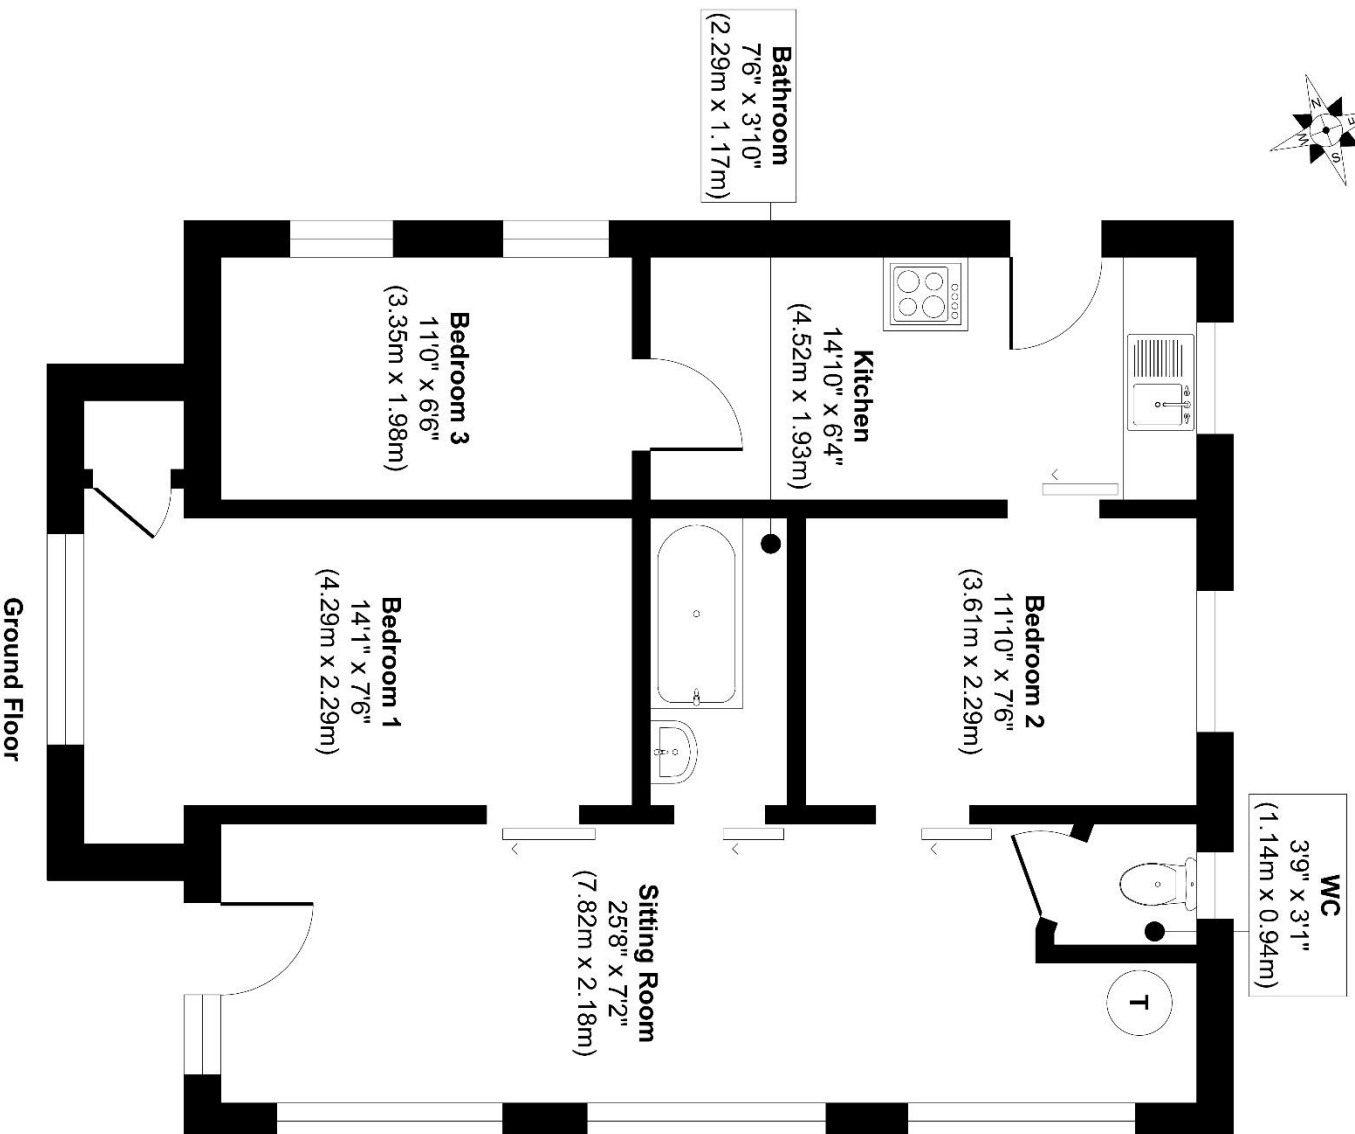 Bathroom
7'6" x 3'10"
(2.29m x 1.17m)
N
E
S
W
Kitchen
14'10" x 6'4"
(4.52m x 1.93m)
Bedroom 3
11'0" x 6'6"
(3.35m x 1.98m)
Bedroom 2
11'10" x 7'6"
(3.61m x 2.29m)
Bedroom 1
14'1" x 7'6"
(4.29m x 2.29m)
WC
3'9" x 3'1"
(1.14m x 0.94m)
Sitting Room
25'8" x 7'2"
(7.82m x 2.18m)
T
Ground Floor